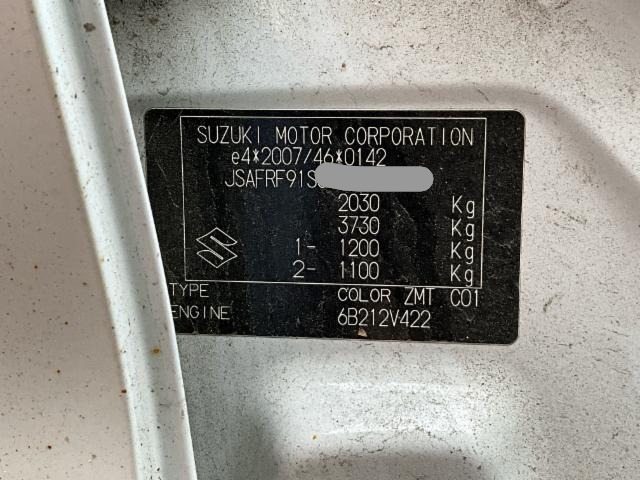 SUZUKI MOTOR CORPORATION
e4*2007/46*0142
JSAFRF91S
2030 Kg
3730 Kg
1- 1200 Kg
2- 1100 Kg
TYPE COLOR ZMT C01
ENGINE 6B212V422